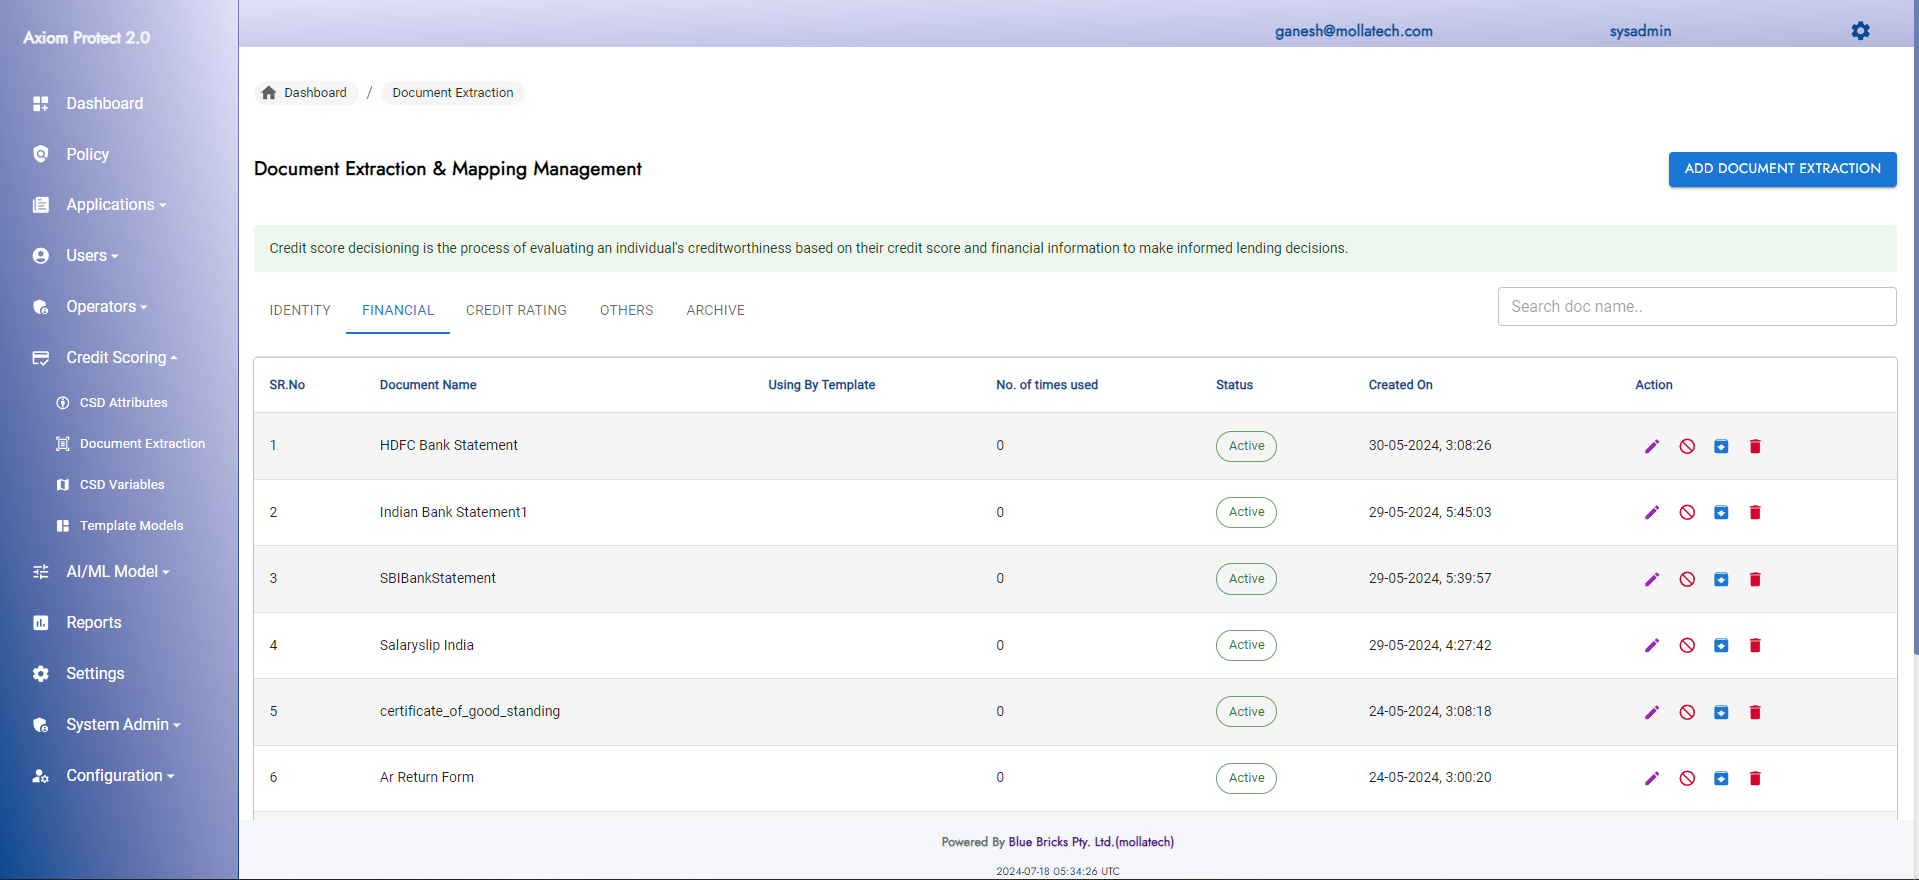 Axiom Protect 2.0
ganesh@mollatech.com
sysadmin
Dashboard
Policy
Applications
Users
Operators
Credit Scoring
CSD Attributes
Document Extraction
CSD Variables
Template Models
AI/ML Model
Reports
Settings
System Admin
Configuration
Dashboard / Document Extraction
Document Extraction & Mapping Management
ADD DOCUMENT EXTRACTION
Credit score decisioning is the process of evaluating an individual's creditworthiness based on their credit score and financial information to make informed lending decisions.
IDENTITY FINANCIAL CREDIT RATING OTHERS ARCHIVE
Search doc name..
SR.No Document Name Using By Template No. of times used Status Created On Action
1 HDFC Bank Statement 0 Active 30-05-2024, 3:08:26
2 Indian Bank Statement1 0 Active 29-05-2024, 5:45:03
3 SBIBankStatement 0 Active 29-05-2024, 5:39:57
4 Salaryslip India 0 Active 29-05-2024, 4:27:42
5 certificate_of_good_standing 0 Active 24-05-2024, 3:08:18
6 Ar Return Form 0 Active 24-05-2024, 3:00:20
Powered By Blue Bricks Pty. Ltd.(mollatech)
2024-07-18 05:34:26 UTC